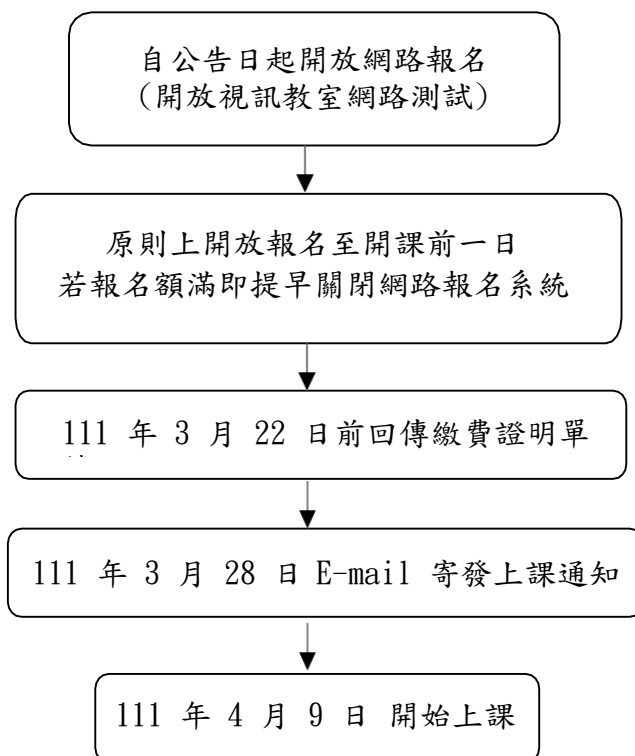 自公告日起開放網路報名
(開放視訊教室網路測試)
原則上開放報名至開課前一日
若報名額滿即提早關閉網路報名系統
111 年 3 月 22 日前回傳繳費證明單
111 年 3 月 28 日 E-mail 寄發上課通知
111 年 4 月 9 日 開始上課